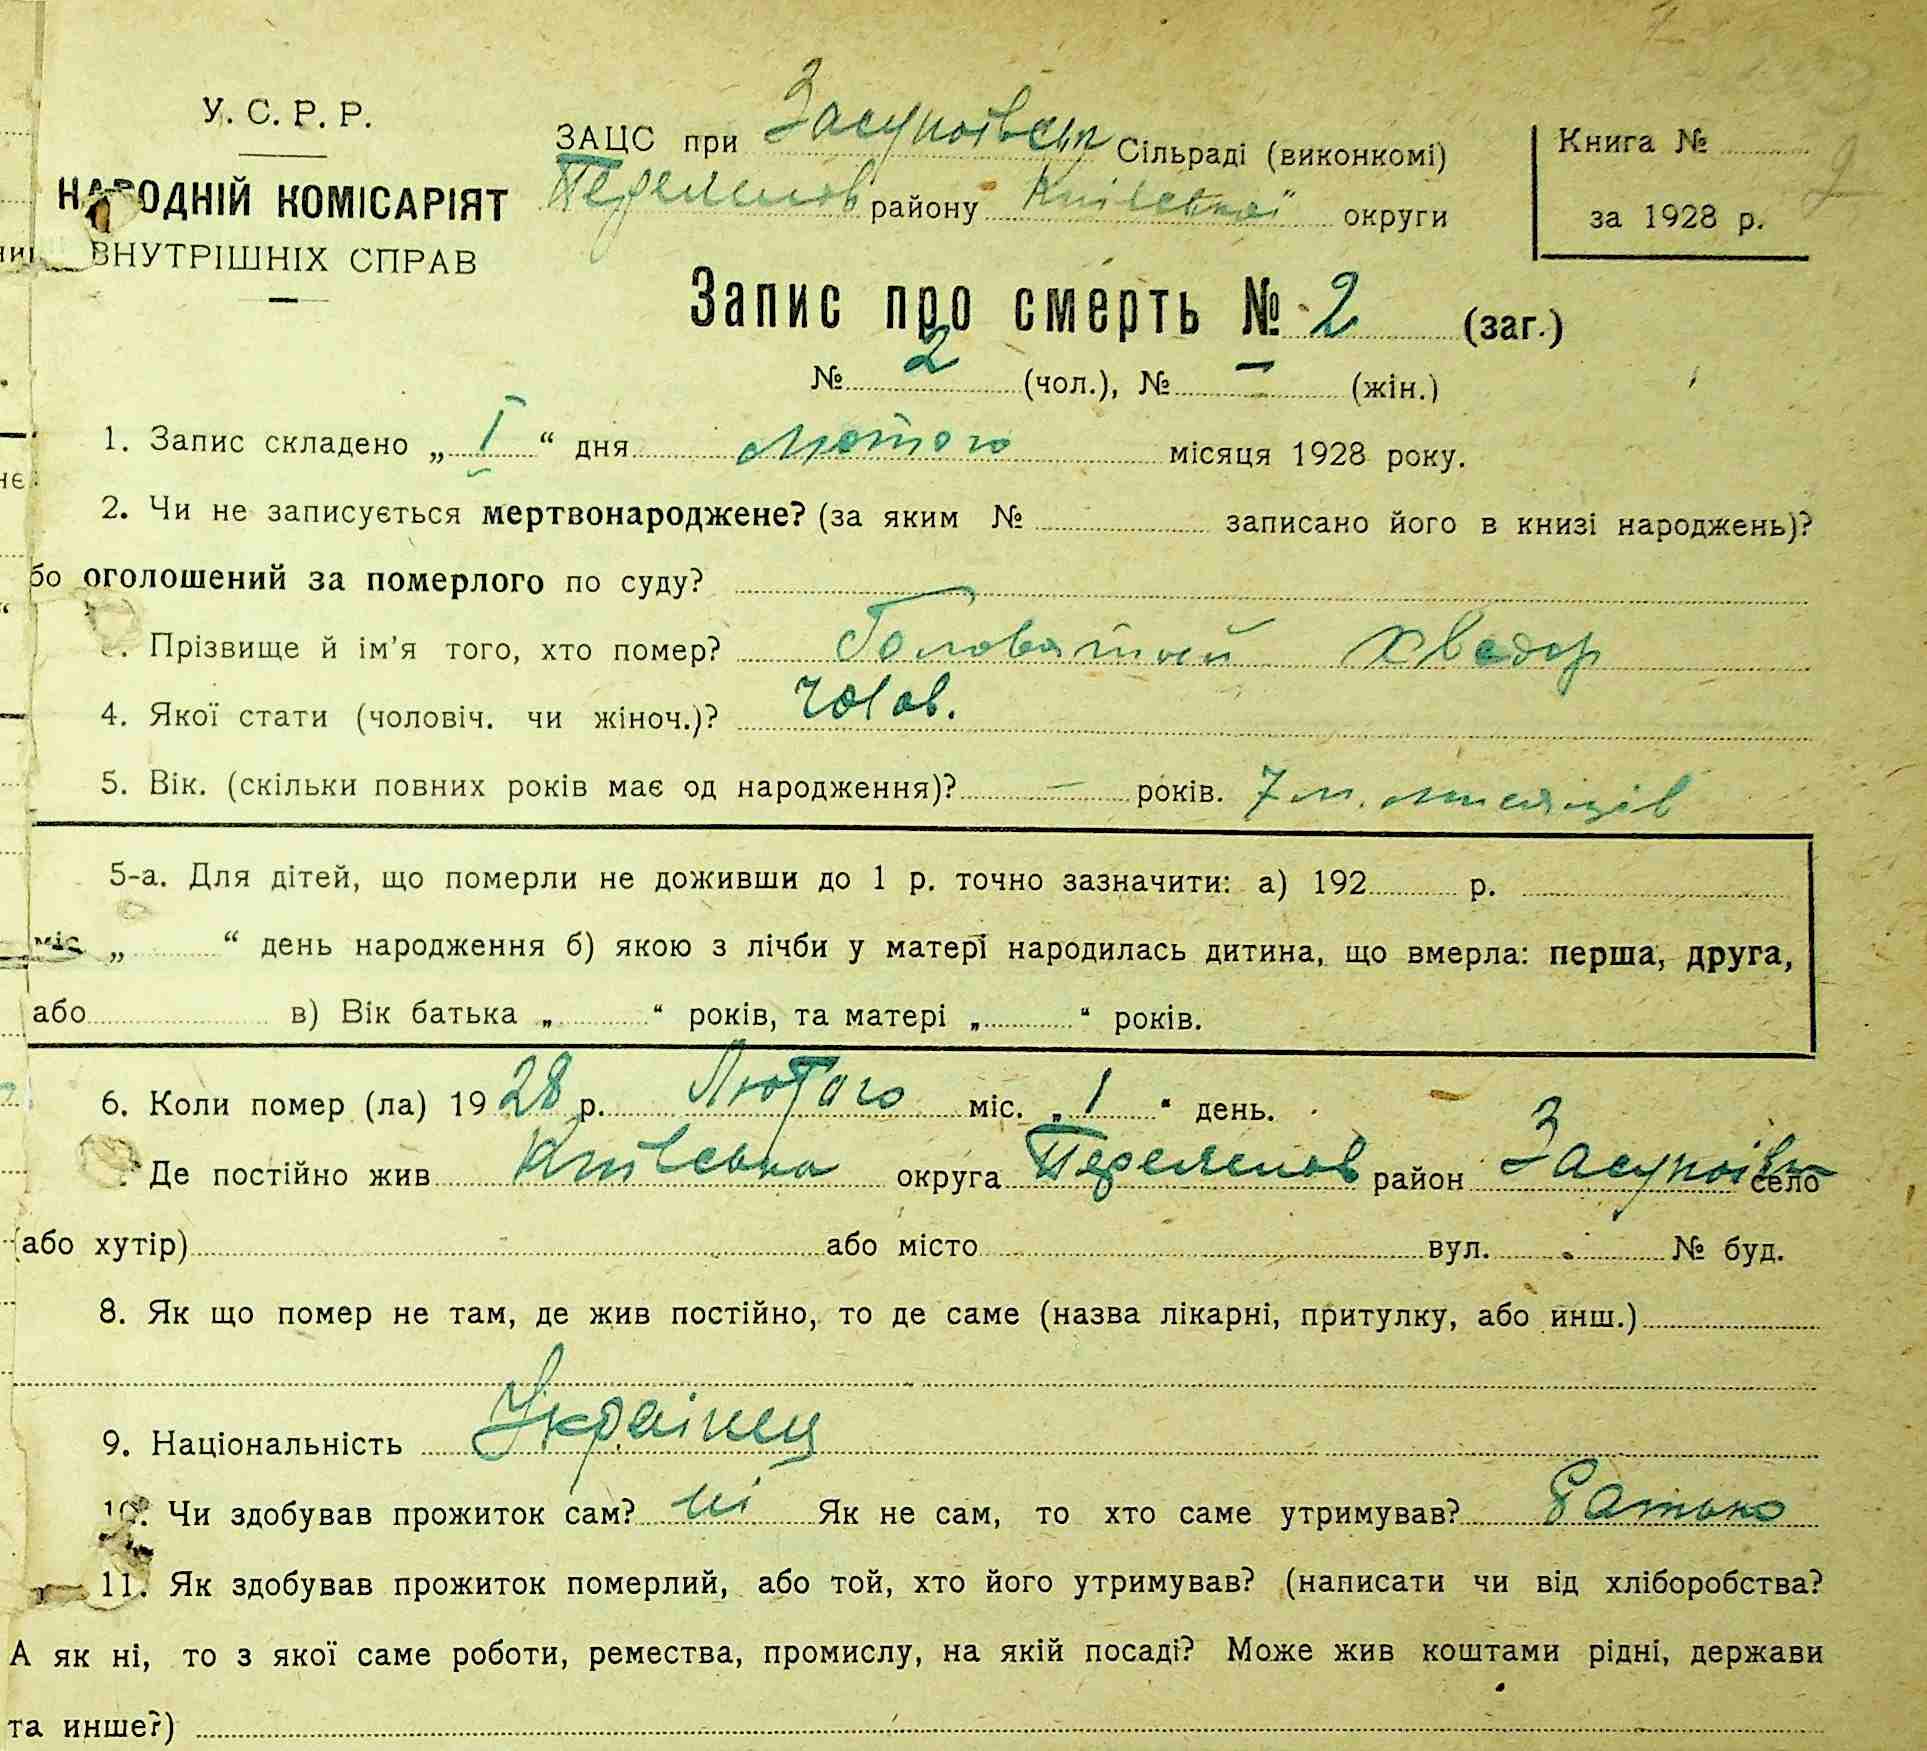 У. С. Р. Р.
НАРОДНІЙ КОМІСАРІЯТ
ВНУТРІШНІХ СПРАВ
ЗАЦС при Засупоївськ Сільраді (виконкомі)
Переяслов району Київської округи
Книга №
за 1928 р.
Запис про смерть № 2 (заг.)
№ 2 (чол.), № — (жін.)
1. Запис складено „ I “ дня лютого місяця 1928 року.
2. Чи не записується мертвонароджене? (за яким № записано його в книзі народжень)?
бо оголошений за померлого по суду?
Прізвище й ім'я того, хто помер? Головатий Хведор
4. Якої стати (чоловіч. чи жіноч.)? чолов.
5. Вік. (скільки повних років має од народження)? — років. 7 м. місяців
5-а. Для дітей, що померли не доживши до 1 р. точно зазначити: а) 192 р.
міс „ “ день народження б) якою з лічби у матері народилась дитина, що вмерла: перша, друга,
або в) Вік батька „ “ років, та матері „ “ років.
6. Коли помер (ла) 1928 р. Лютого міс. „ 1 “ день.
Де постійно жив Київська округа Переяслов район Засупоївк село
(або хутір) або місто вул. № буд.
8. Як що помер не там, де жив постійно, то де саме (назва лікарні, притулку, або инш.)
9. Національність Українец
10. Чи здобував прожиток сам? ні Як не сам, то хто саме утримував? батько
11. Як здобував прожиток померлий, або той, хто його утримував? (написати чи від хліборобства?
А як ні, то з якої саме роботи, ремества, промислу, на якій посаді? Може жив коштами рідні, держави
та инше?)